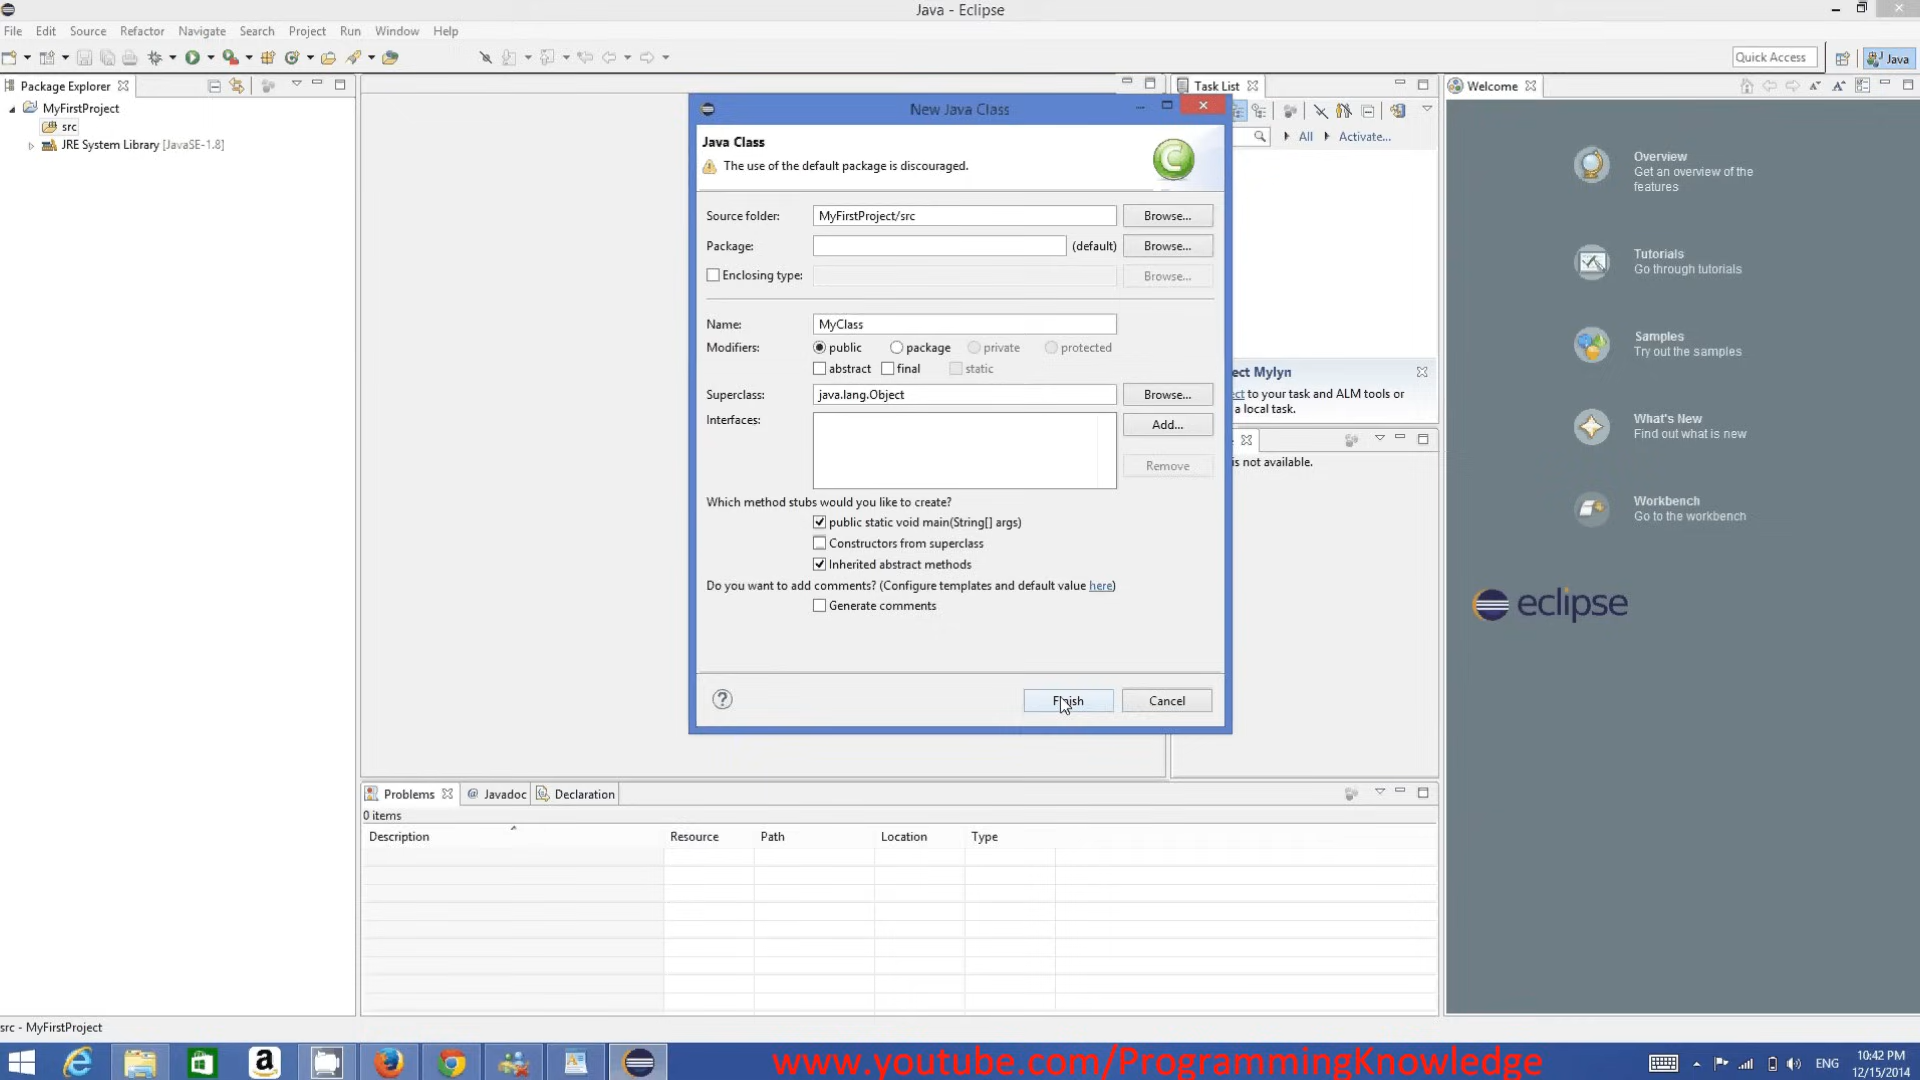 Java - Eclipse
File Edit Source Refactor Navigate Search Project Run Window Help
Quick Access
Java
Package Explorer
MyFirstProject
src
JRE System Library [JavaSE-1.8]
New Java Class
Java Class
The use of the default package is discouraged.
Source folder: MyFirstProject/src Browse...
Package: (default) Browse...
Enclosing type: Browse...
Name: MyClass
Modifiers: public package private protected
abstract final static
Superclass: java.lang.Object Browse...
Interfaces: Add...
Remove
Which method stubs would you like to create?
public static void main(String[] args)
Constructors from superclass
Inherited abstract methods
Do you want to add comments? (Configure templates and default value here)
Generate comments
? Finish Cancel
Task List
All Activate...
ect Mylyn
ect to your task and ALM tools or
a local task.
is not available.
Welcome
Overview
Get an overview of the
features
Tutorials
Go through tutorials
Samples
Try out the samples
What's New
Find out what is new
Workbench
Go to the workbench
eclipse
Problems @ Javadoc Declaration
0 items
Description Resource Path Location Type
src - MyFirstProject
www.youtube.com/ProgrammingKnowledge
ENG
10:42 PM
12/15/2014